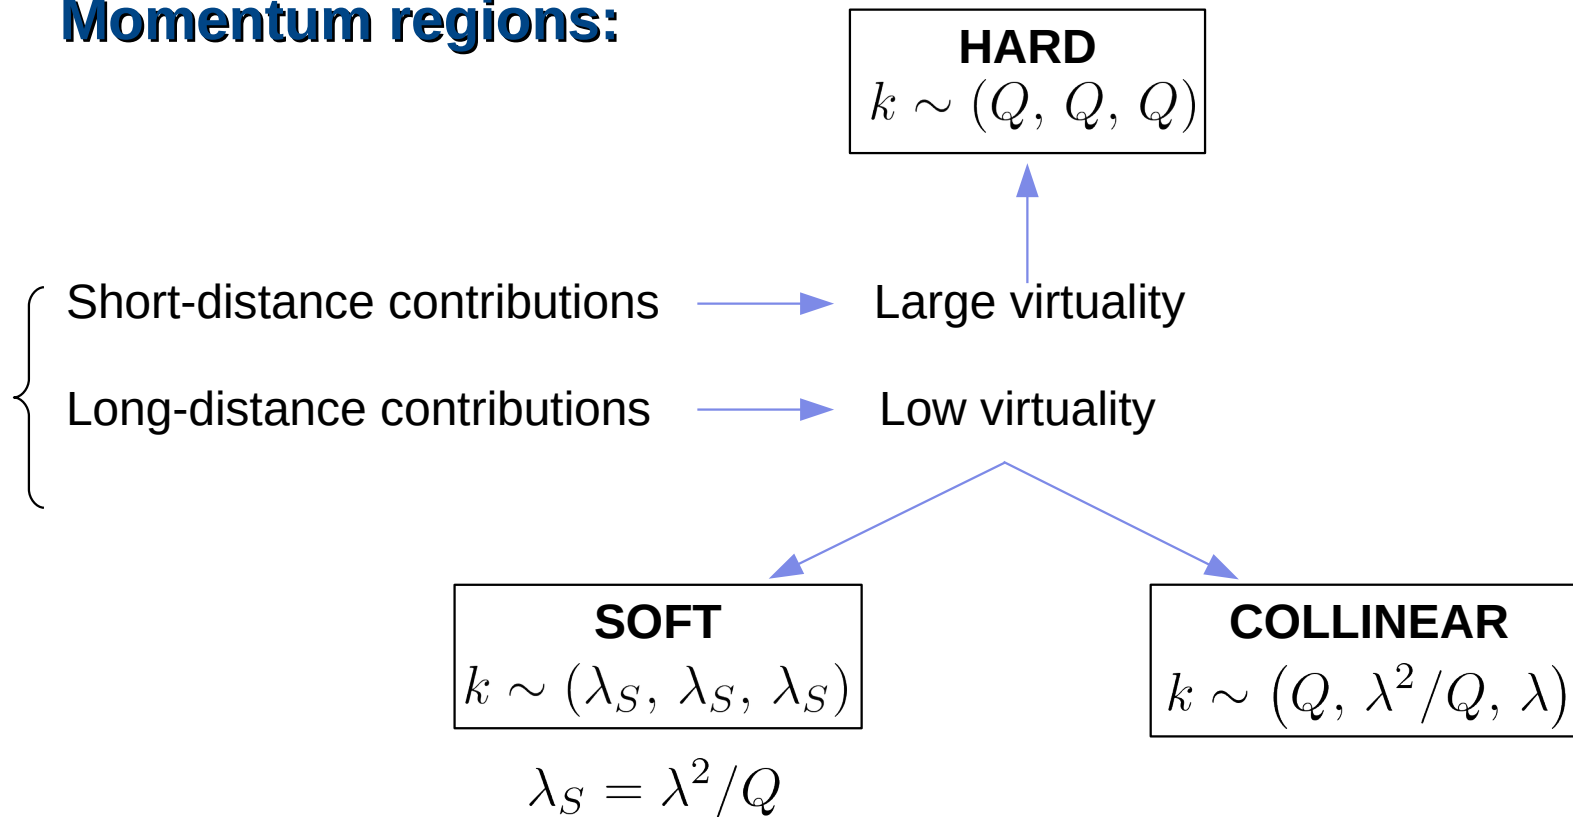 Momentum regions:
HARD
k ∼ (Q, Q, Q)
Short-distance contributions
Large virtuality
Long-distance contributions
Low virtuality
SOFT
k ∼ (λ_S, λ_S, λ_S)
λ_S = λ²/Q
COLLINEAR
k ∼ (Q, λ²/Q, λ)